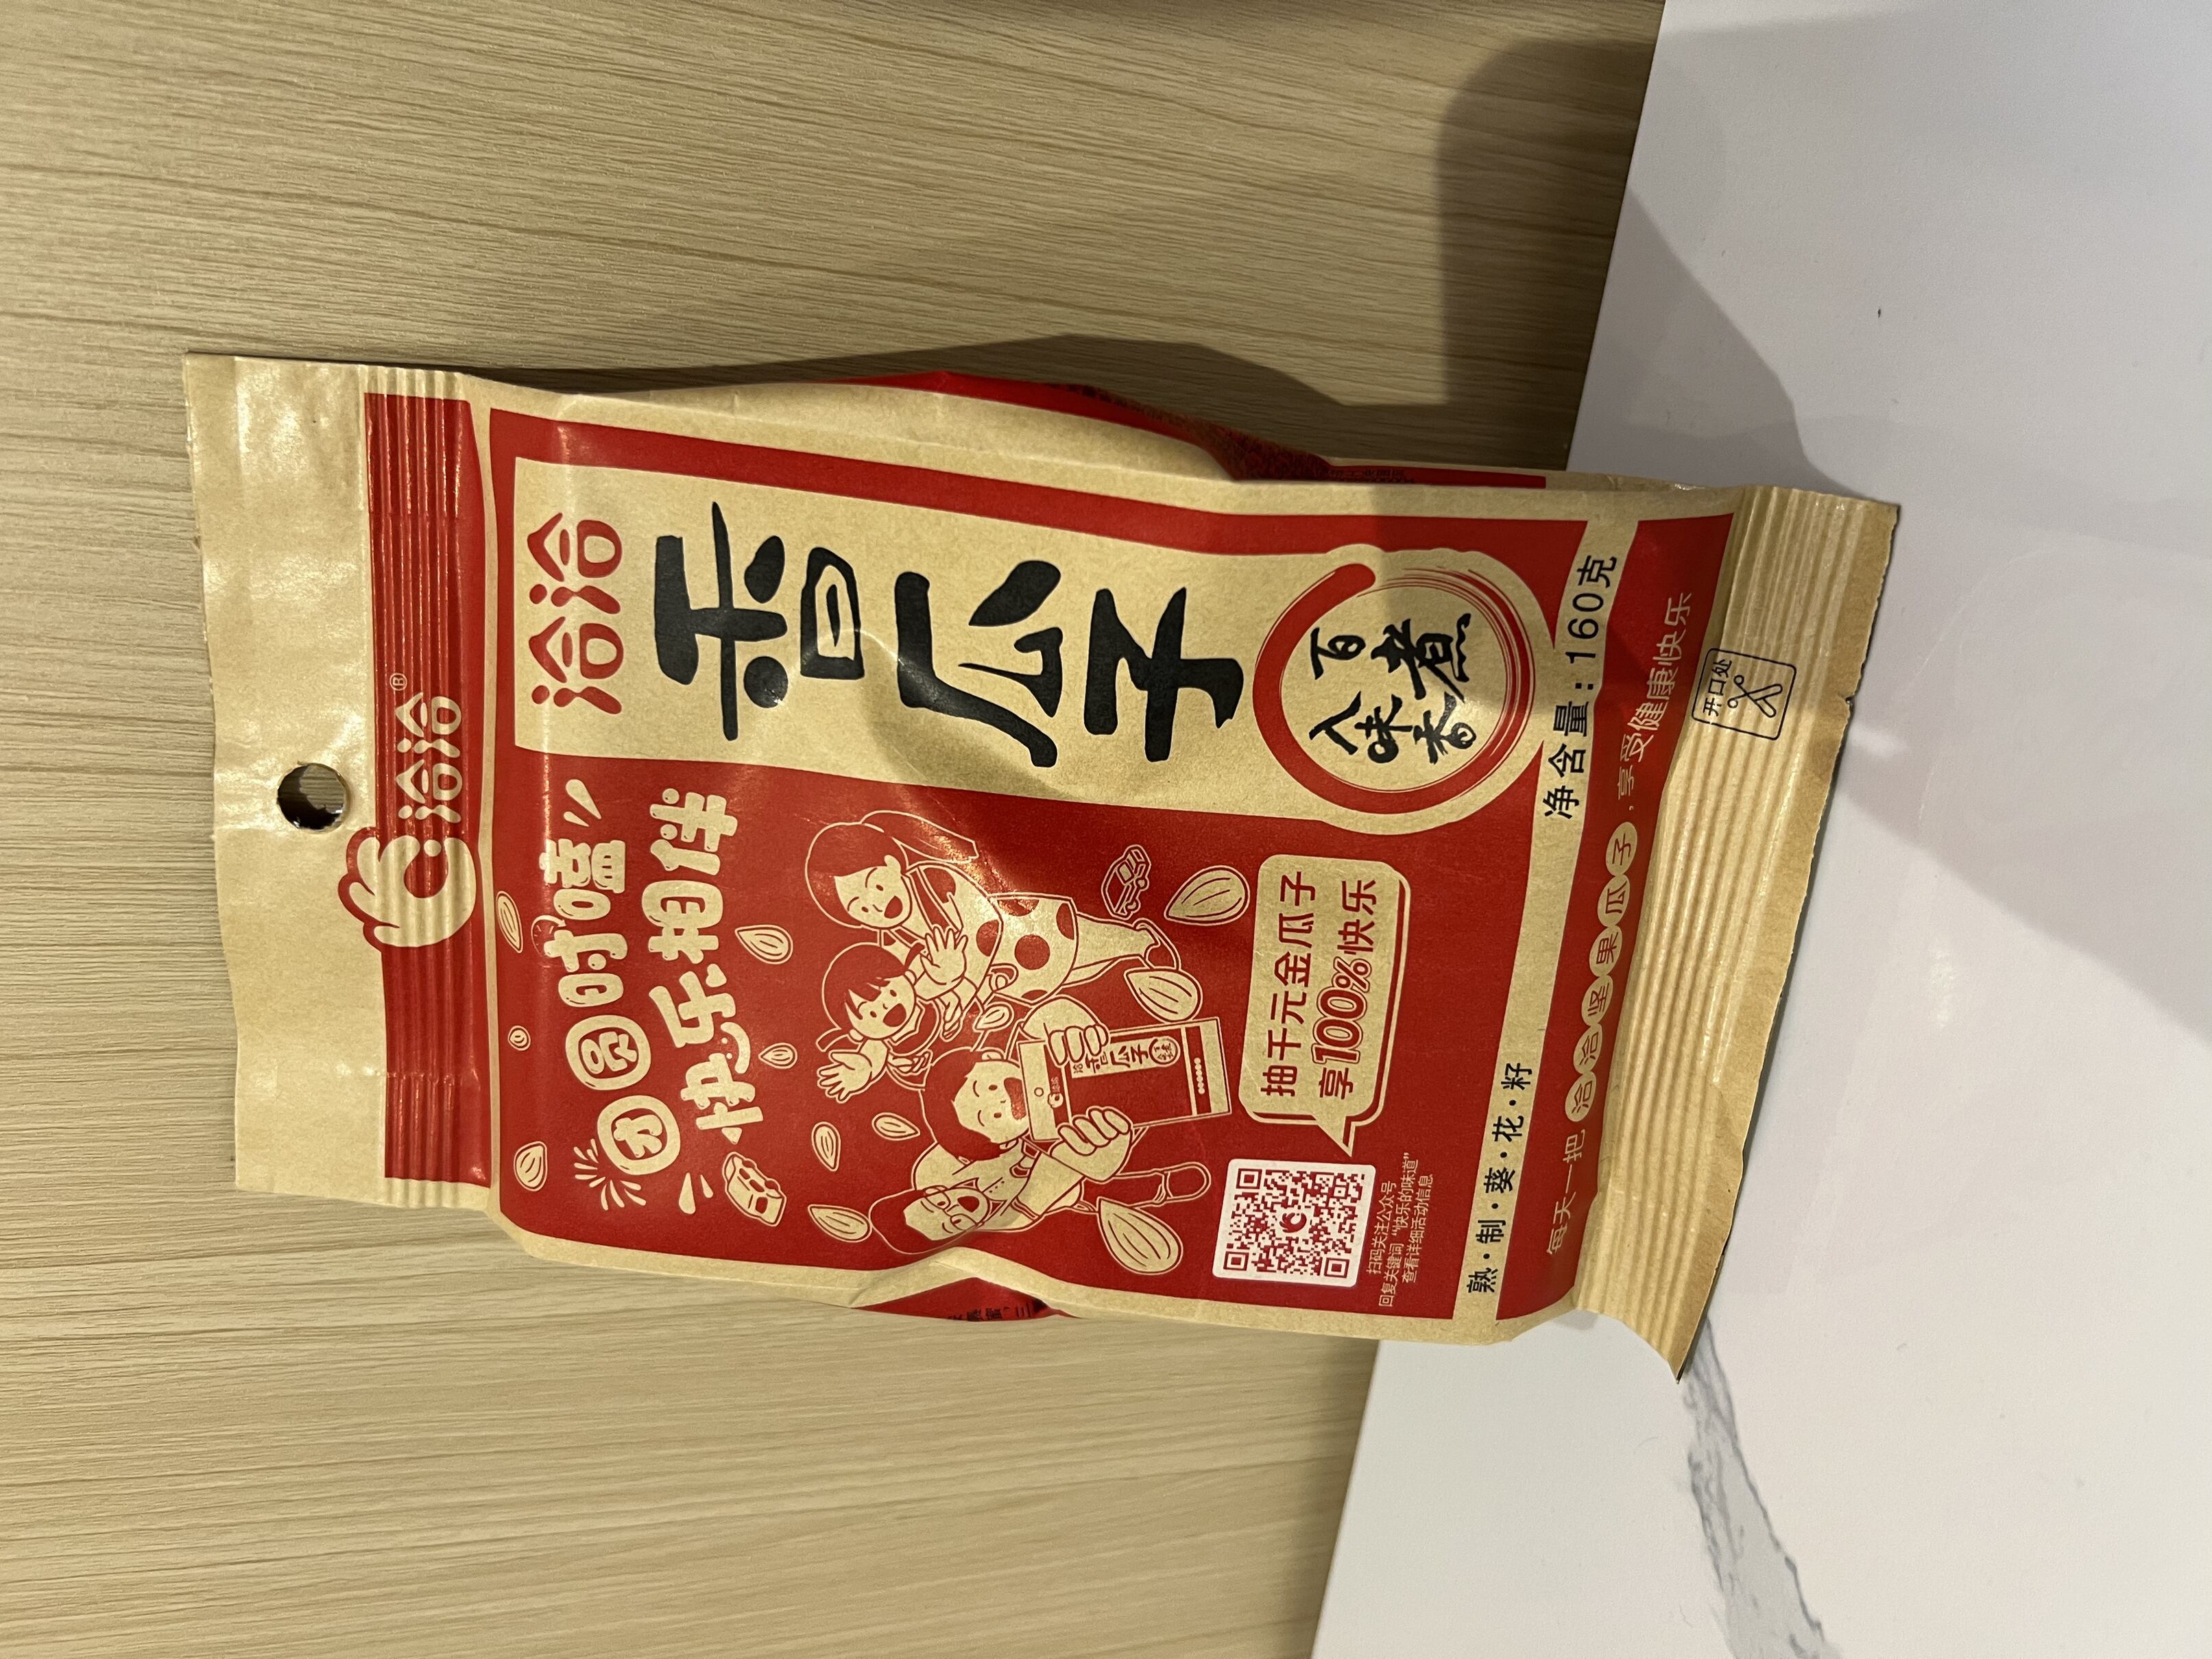 洽洽®
团圆时嗑
快乐相伴
洽洽
香瓜子
百煮
入味香
抽千元金瓜子
享100%快乐
扫码关注公众号
回复关键词“快乐的味道”
查看详细活动信息
熟·制·葵·花·籽
净含量:160克
每天一把 洽洽坚果瓜子,享受健康快乐
开口处